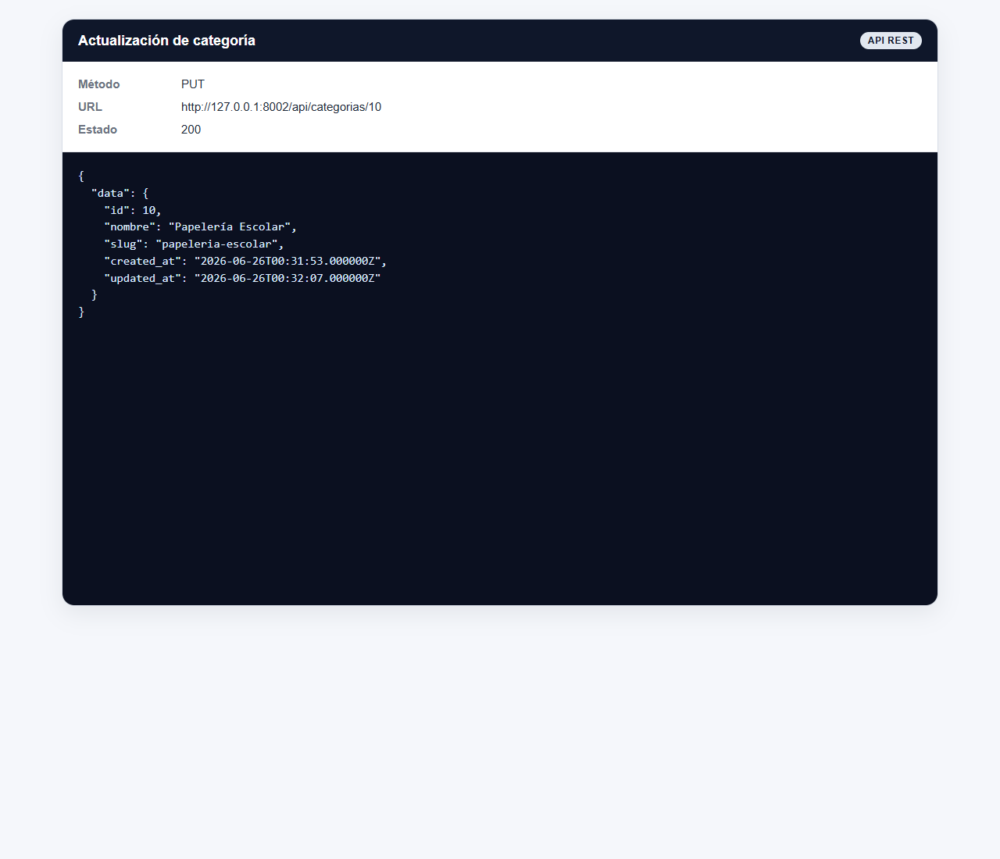 Actualización de categoría
API REST
Método PUT
URL http://127.0.0.1:8002/api/categorias/10
Estado 200
{
  "data": {
    "id": 10,
    "nombre": "Papelería Escolar",
    "slug": "papeleria-escolar",
    "created_at": "2026-06-26T00:31:53.000000Z",
    "updated_at": "2026-06-26T00:32:07.000000Z"
  }
}